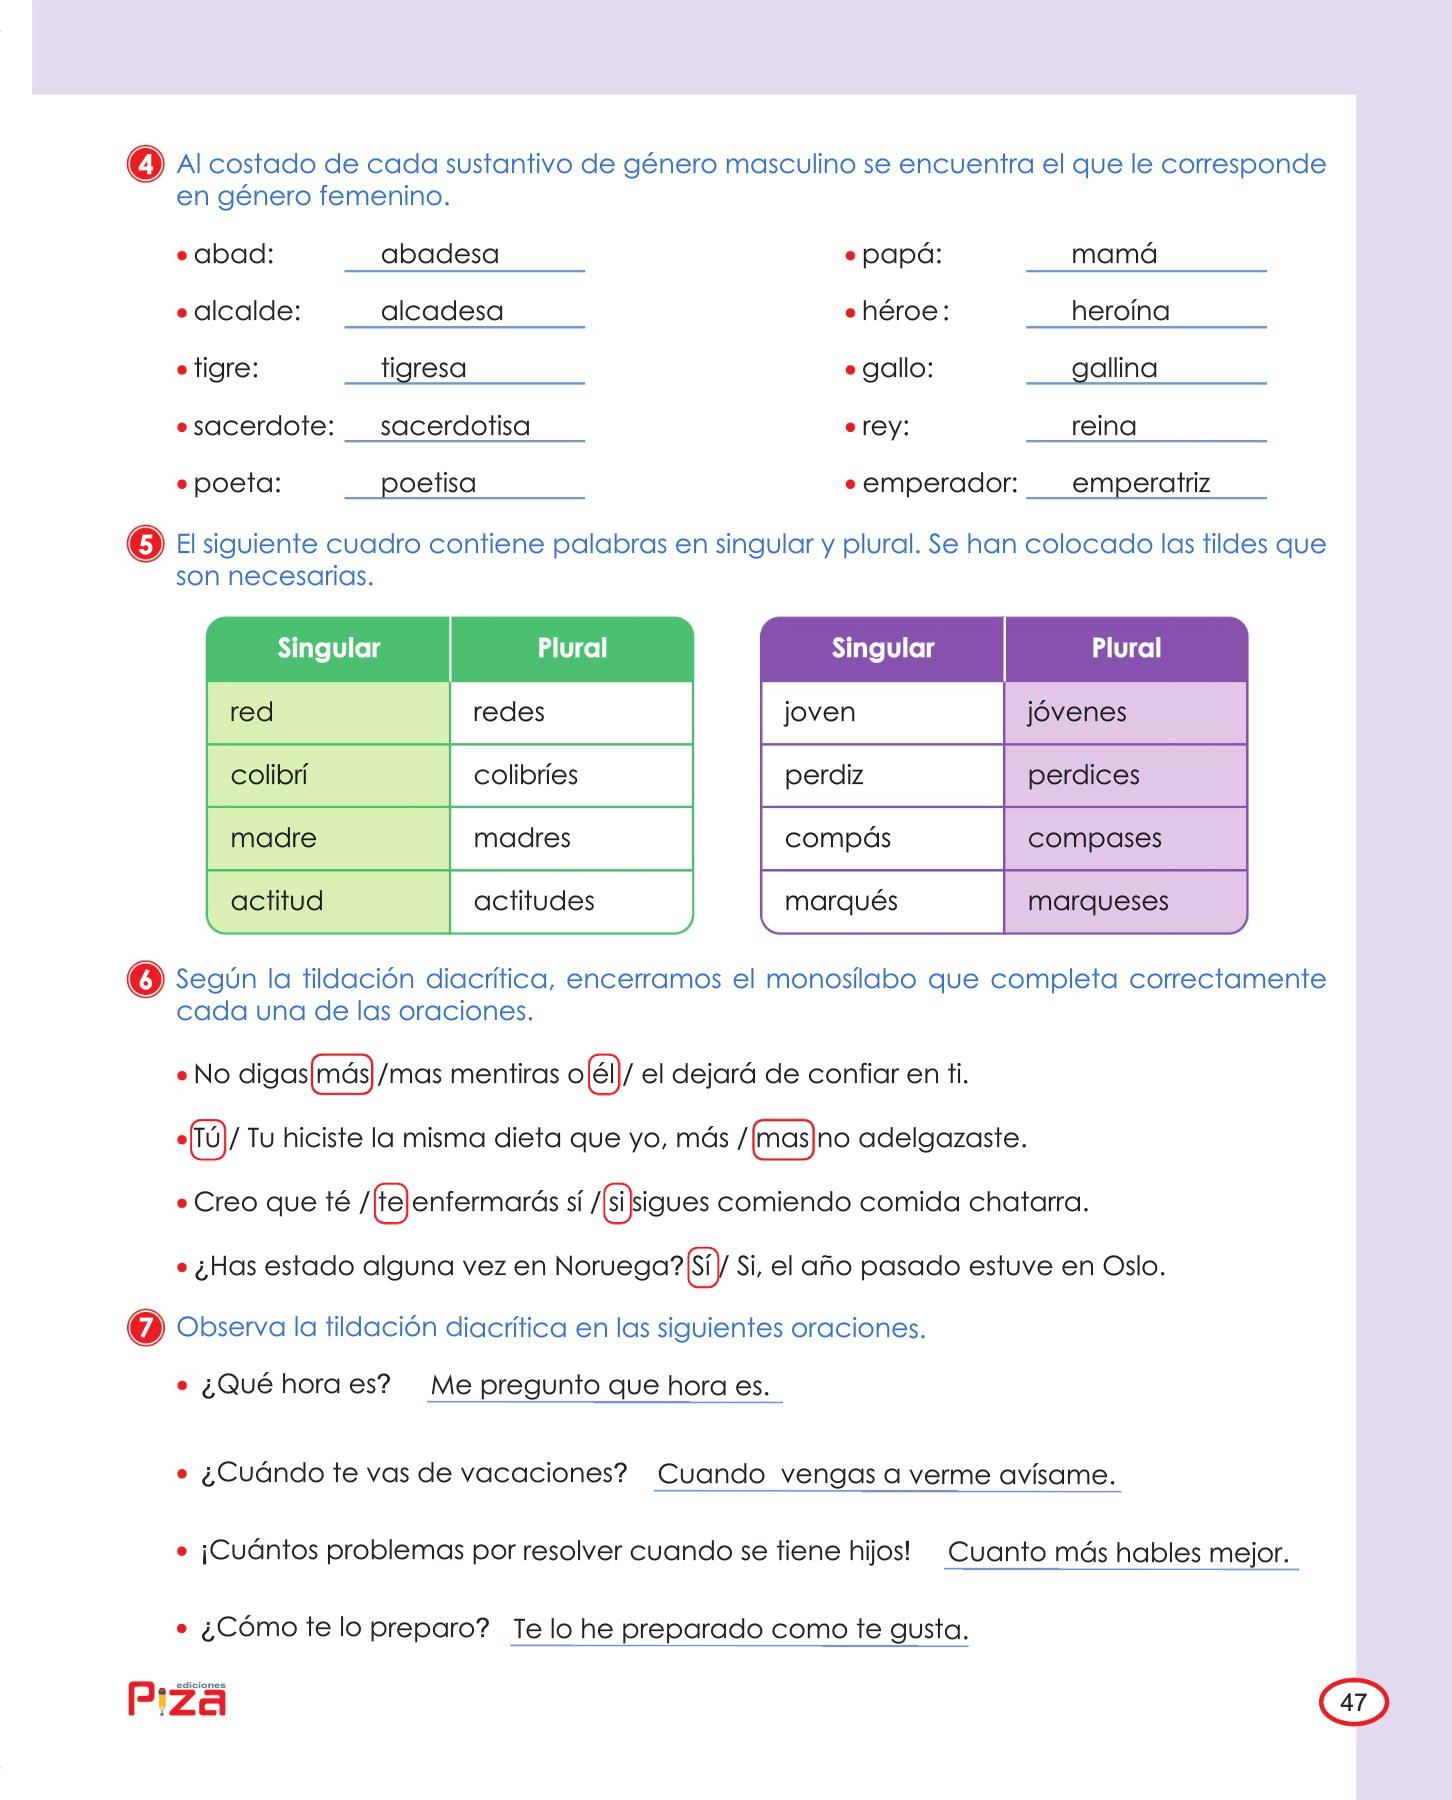 4 Al costado de cada sustantivo de género masculino se encuentra el que le corresponde
en género femenino.
• abad: abadesa
• papá: mamá
• alcalde: alcadesa
• héroe : heroína
• tigre: tigresa
• gallo: gallina
• sacerdote: sacerdotisa
• rey: reina
• poeta: poetisa
• emperador: emperatriz
5 El siguiente cuadro contiene palabras en singular y plural. Se han colocado las tildes que
son necesarias.
Singular Plural
red redes
colibrí colibríes
madre madres
actitud actitudes
Singular Plural
joven jóvenes
perdiz perdices
compás compases
marqués marqueses
6 Según la tildación diacrítica, encerramos el monosílabo que completa correctamente
cada una de las oraciones.
• No digas más /mas mentiras o él / el dejará de confiar en ti.
• Tú / Tu hiciste la misma dieta que yo, más / mas no adelgazaste.
• Creo que té / te enfermarás sí / si sigues comiendo comida chatarra.
• ¿Has estado alguna vez en Noruega? Sí / Si, el año pasado estuve en Oslo.
7 Observa la tildación diacrítica en las siguientes oraciones.
• ¿Qué hora es? Me pregunto que hora es.
• ¿Cuándo te vas de vacaciones? Cuando vengas a verme avísame.
• ¡Cuántos problemas por resolver cuando se tiene hijos! Cuanto más hables mejor.
• ¿Cómo te lo preparo? Te lo he preparado como te gusta.
ediciones
Piza
47